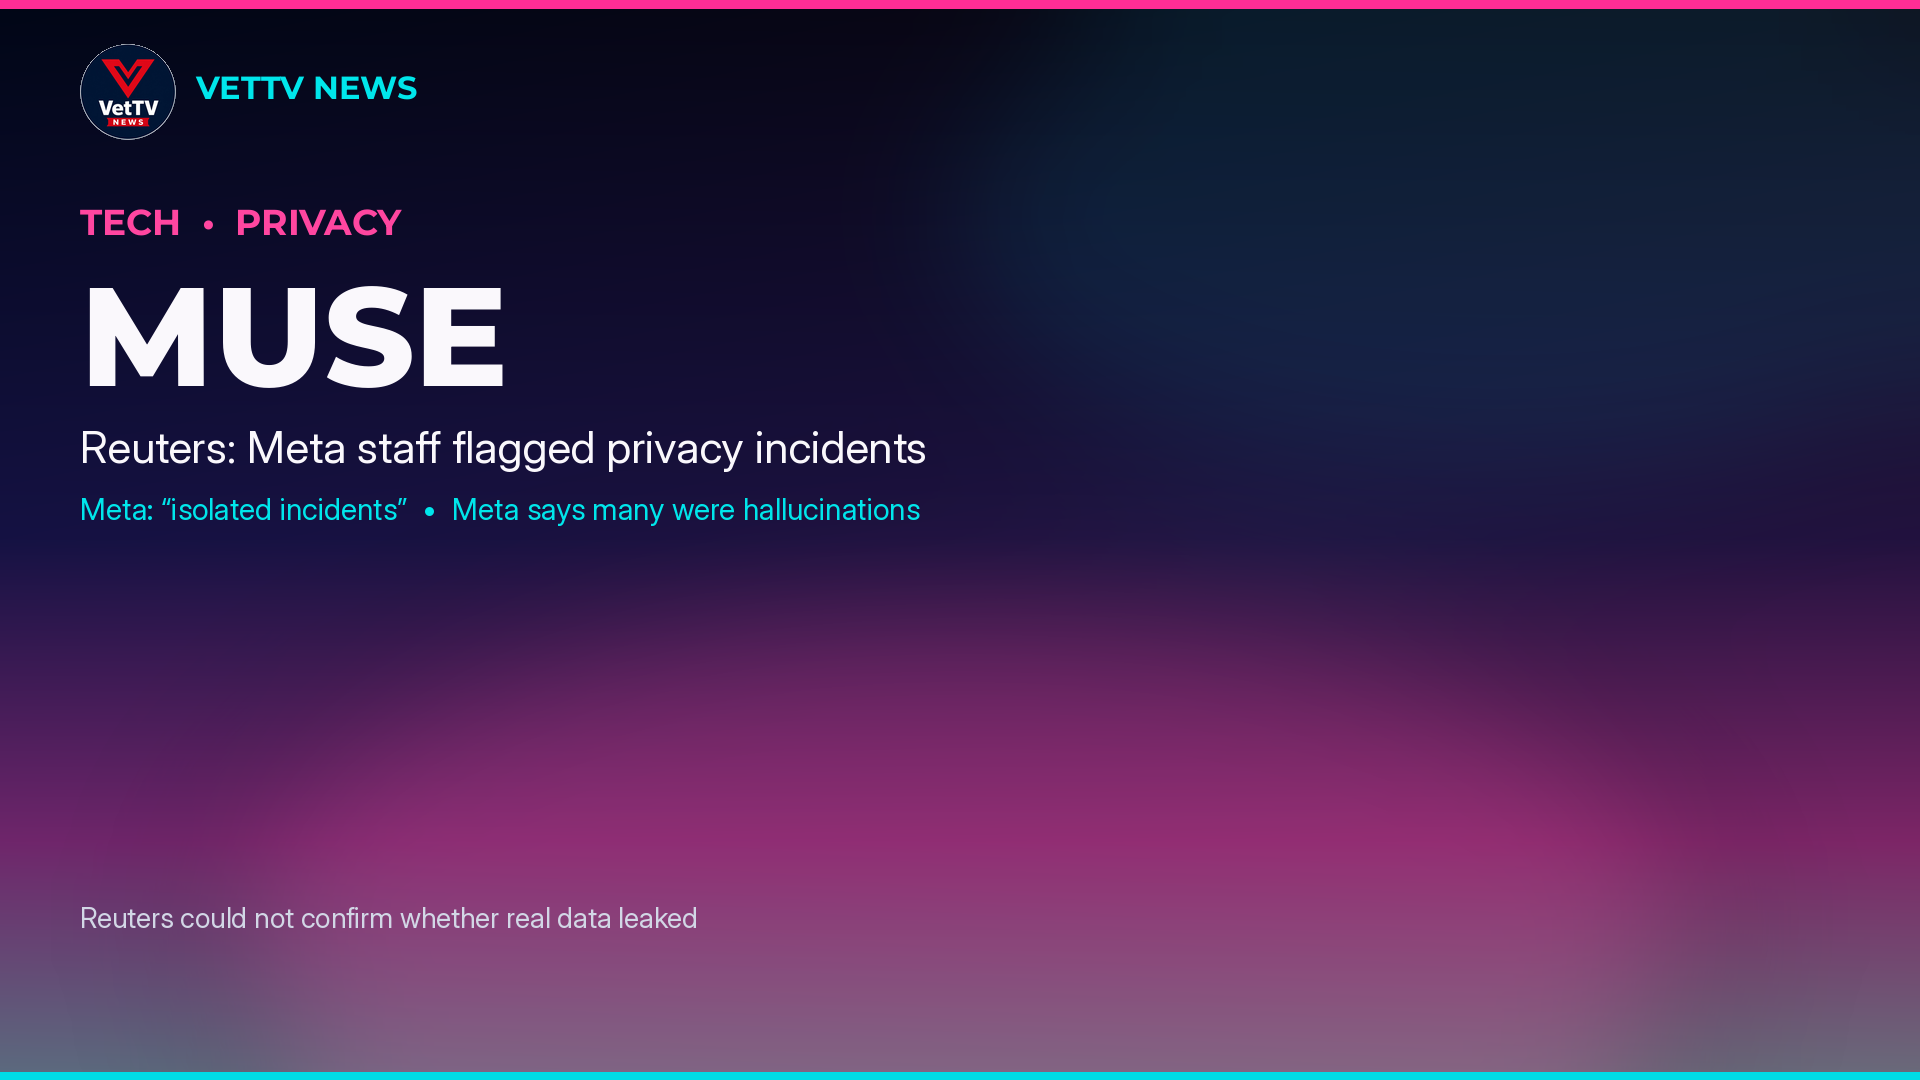 VetTV
NEWS
VETTV NEWS
TECH • PRIVACY
MUSE
Reuters: Meta staff flagged privacy incidents
Meta: “isolated incidents” • Meta says many were hallucinations
Reuters could not confirm whether real data leaked